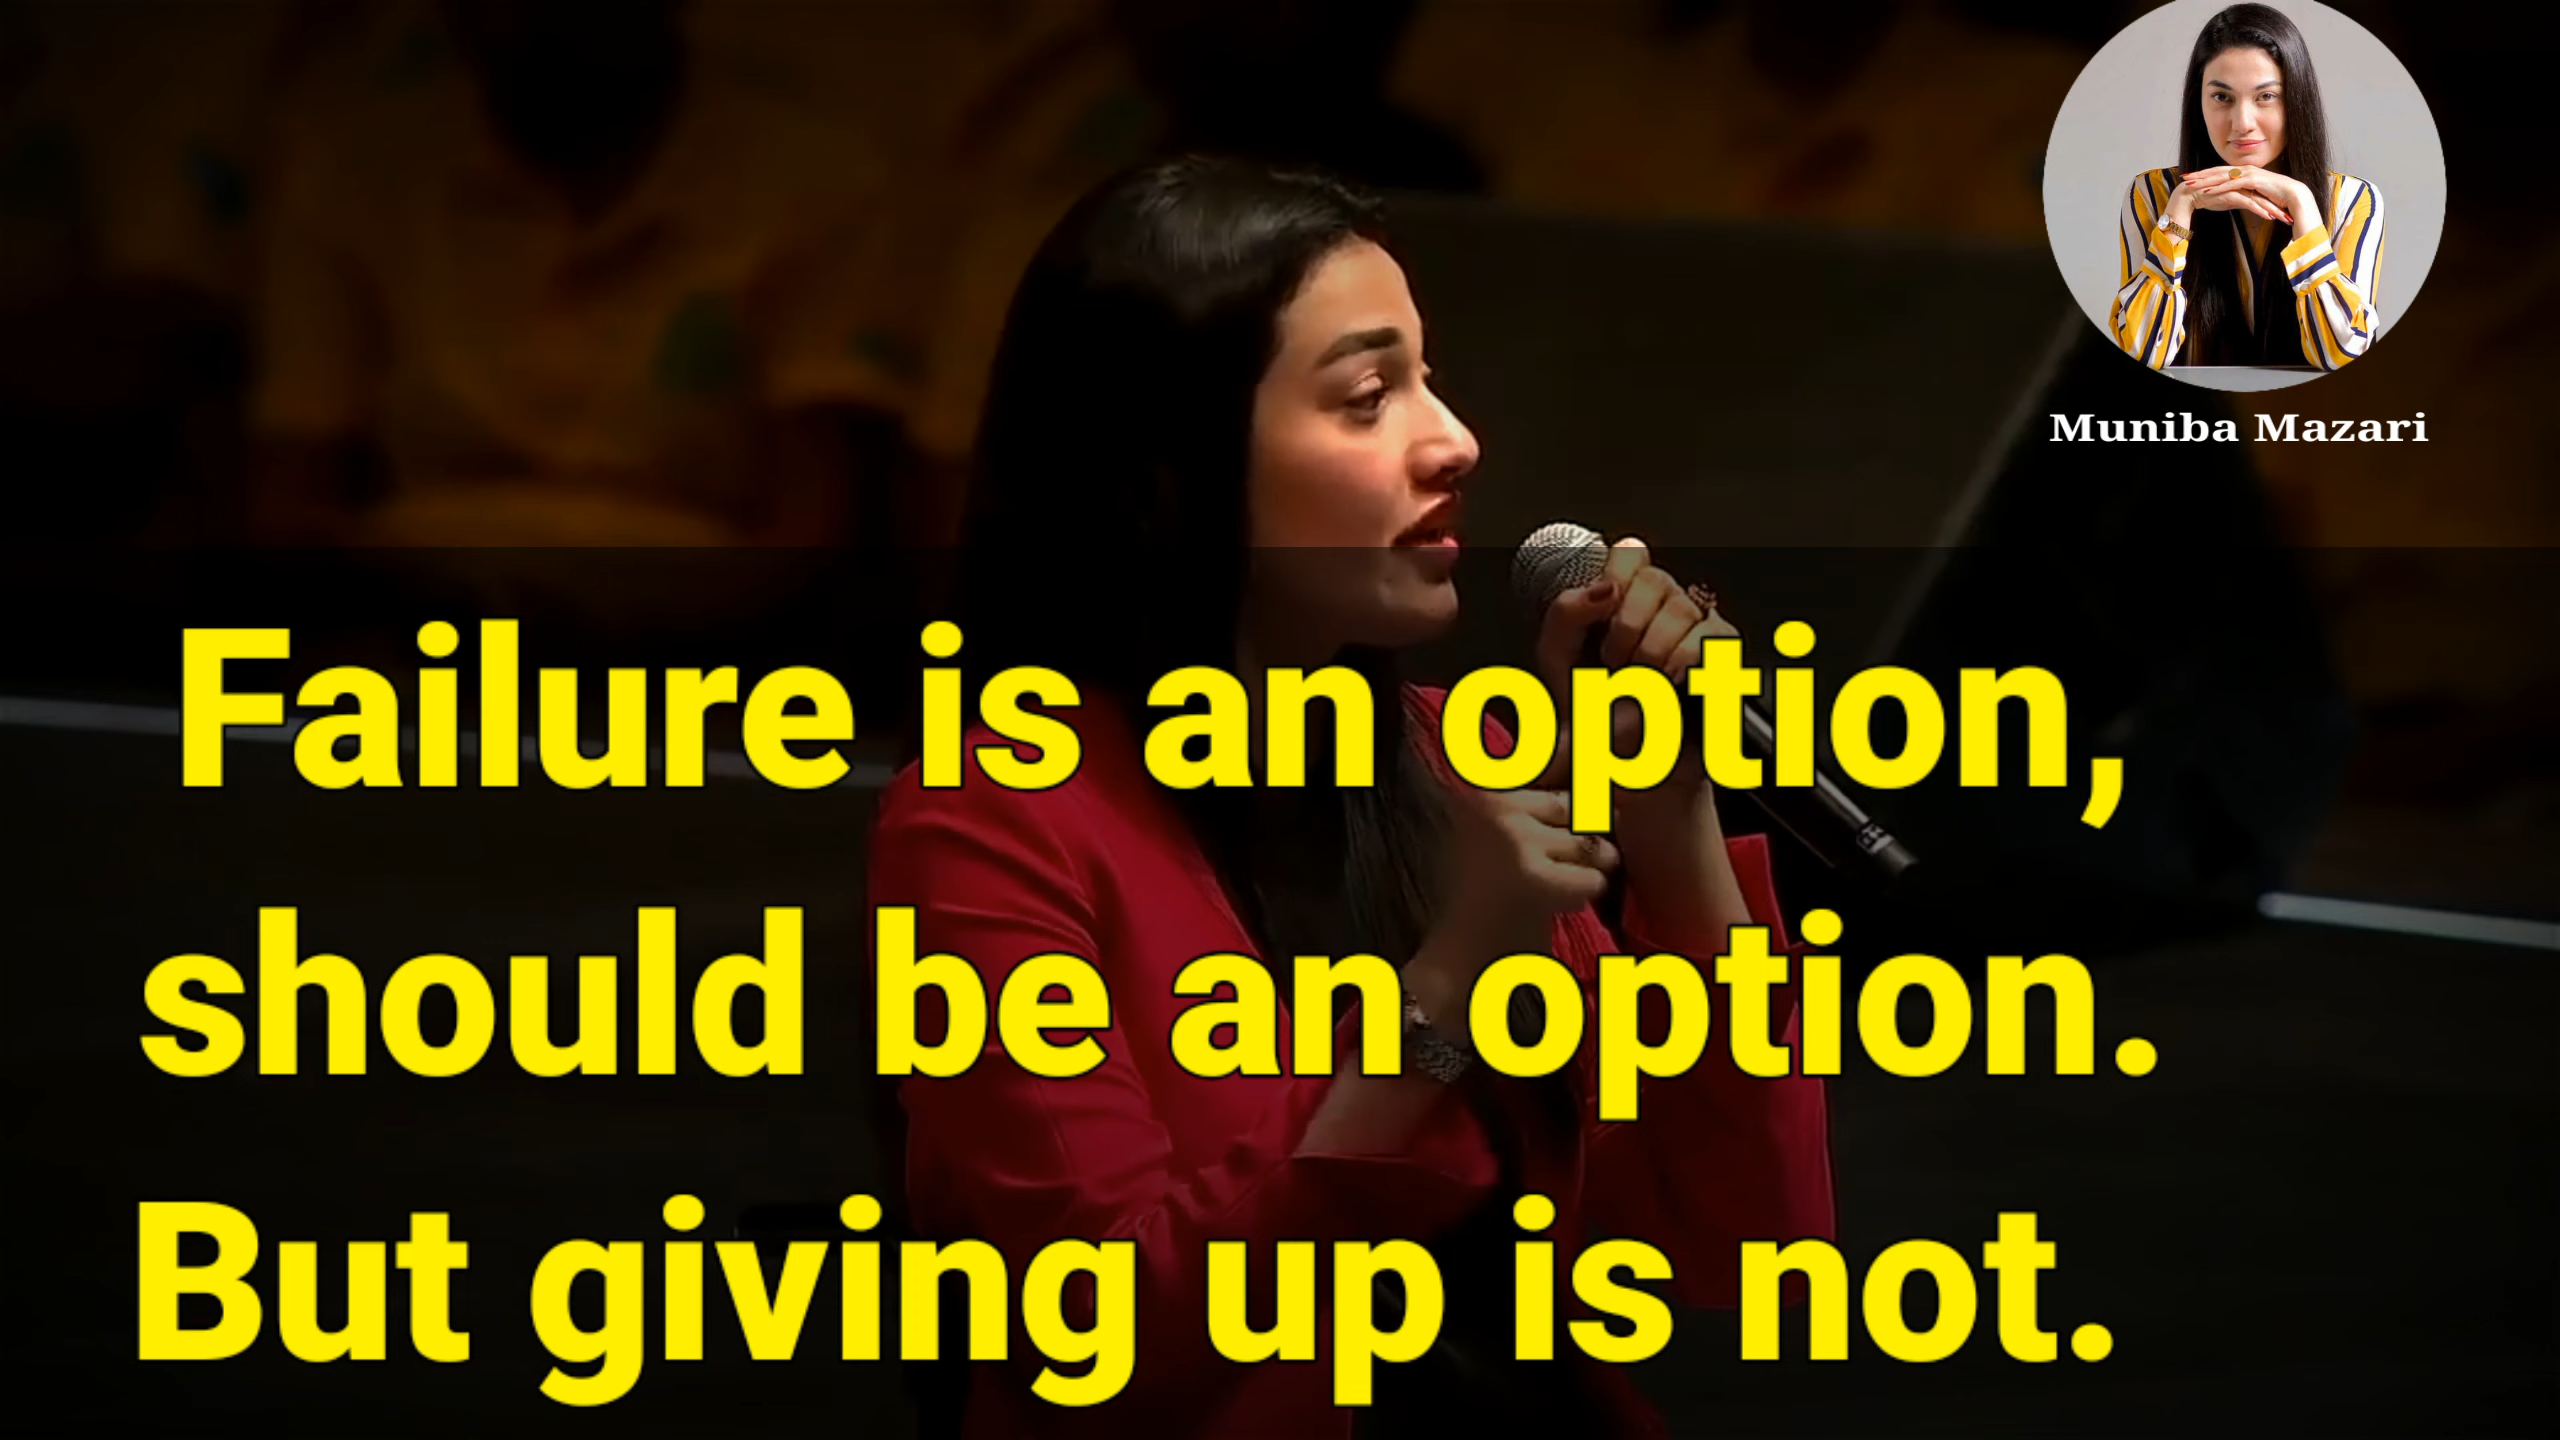 Muniba Mazari
Failure is an option,
should be an option.
But giving up is not.